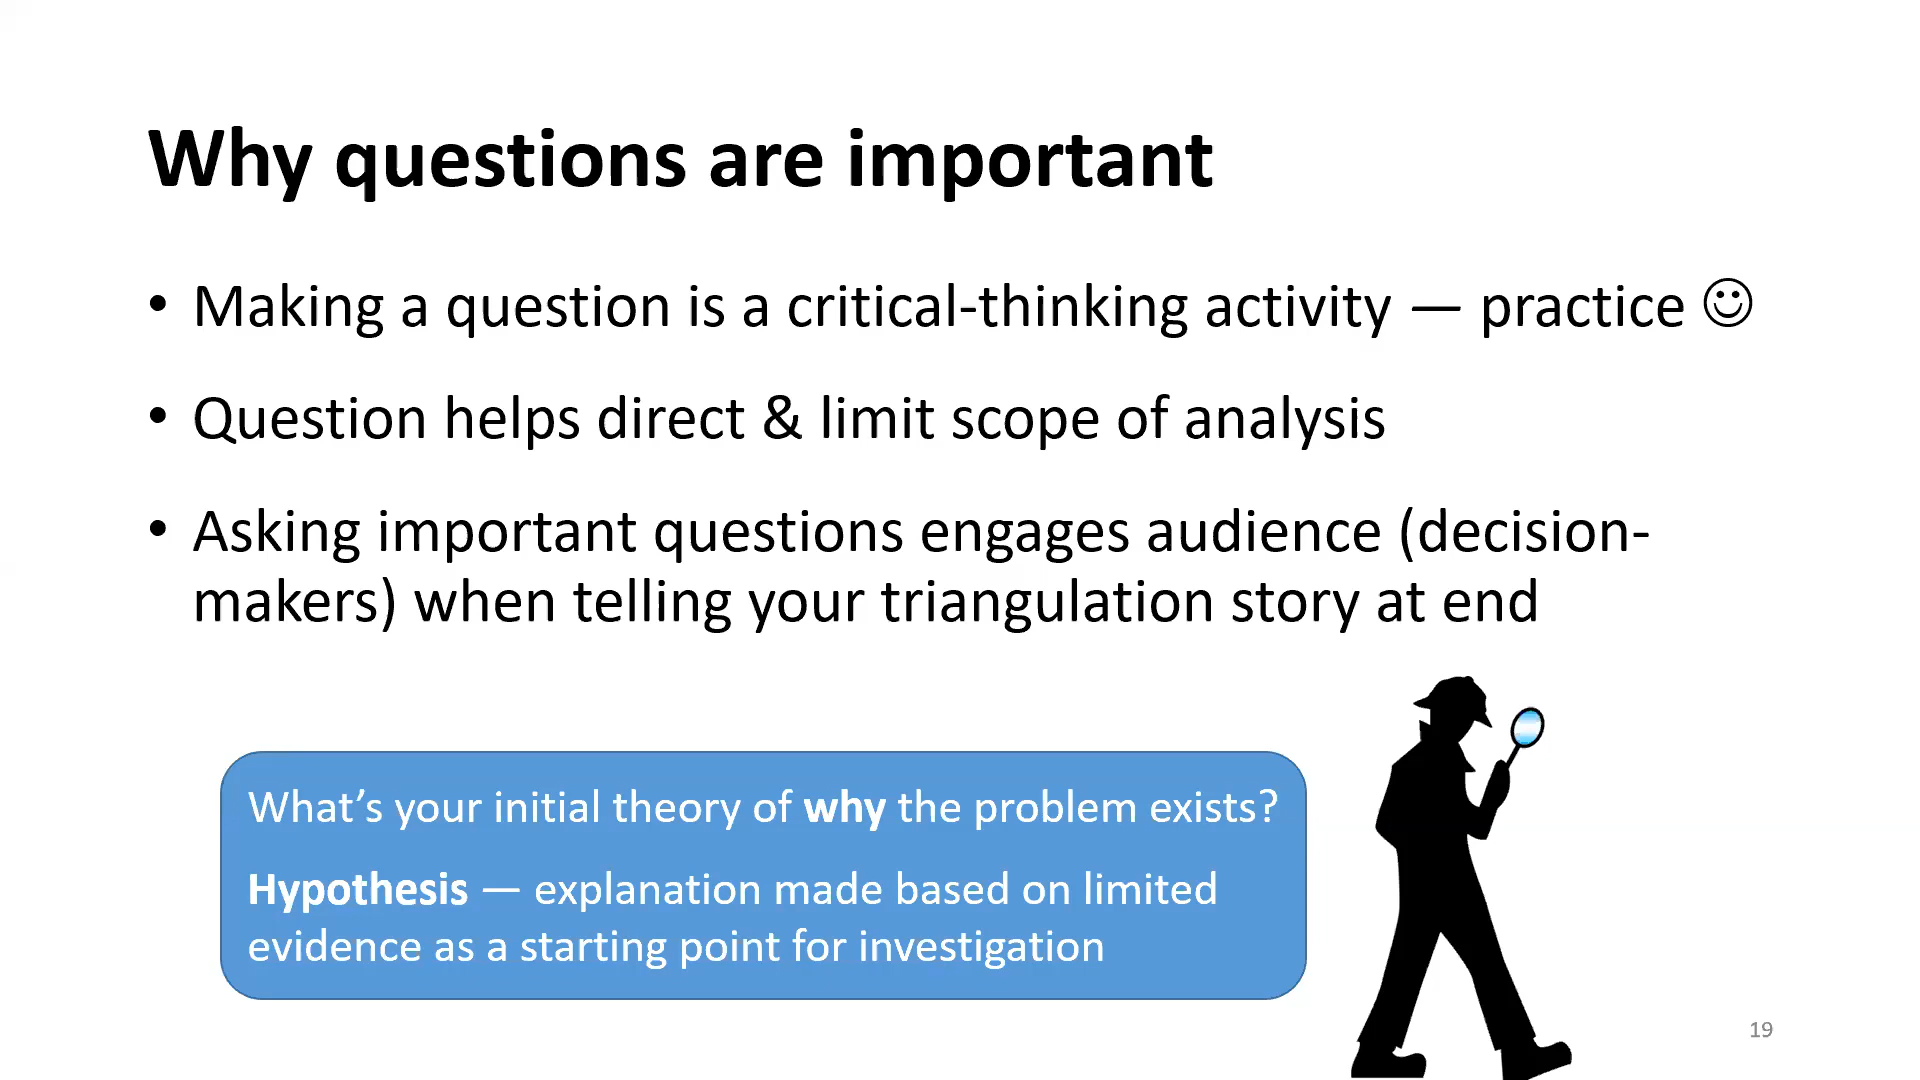 Why questions are important
• Making a question is a critical-thinking activity — practice ☺
• Question helps direct & limit scope of analysis
• Asking important questions engages audience (decision-
makers) when telling your triangulation story at end
What’s your initial theory of why the problem exists?
Hypothesis — explanation made based on limited
evidence as a starting point for investigation
19